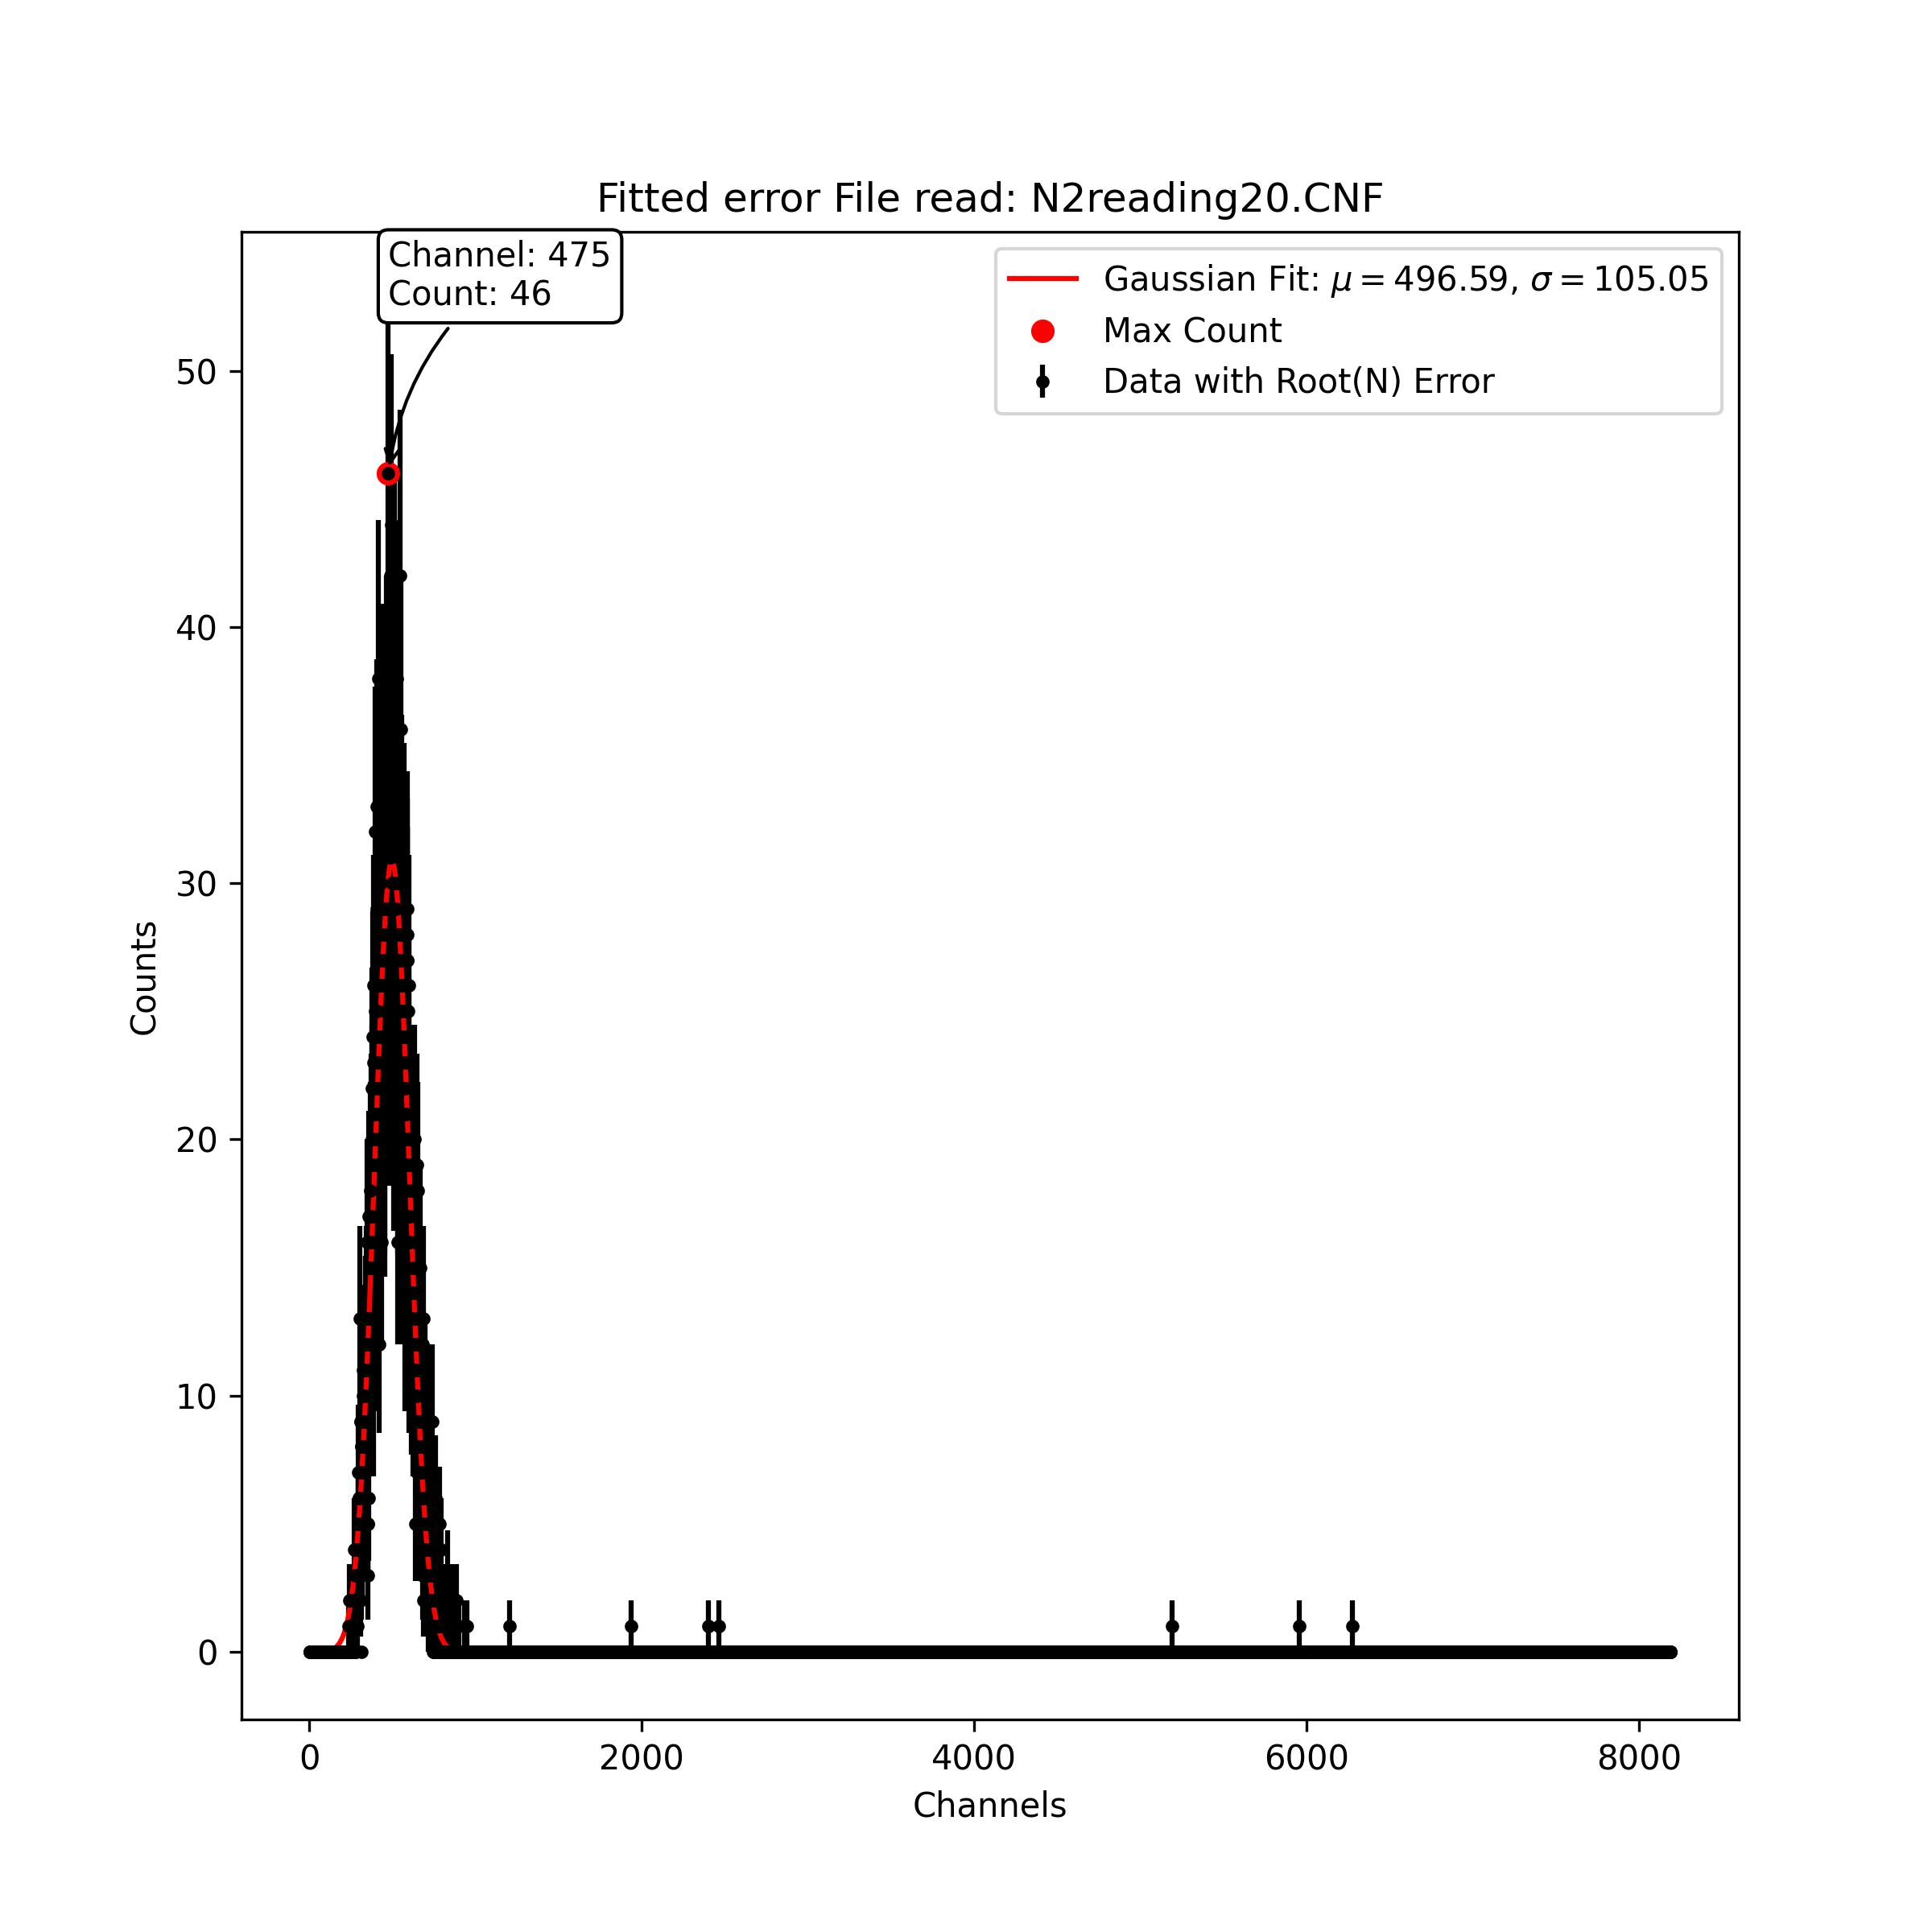 Fitted error File read: N2reading20.CNF
Channel: 475
Count: 46
Gaussian Fit: μ = 496.59, σ = 105.05
Max Count
Data with Root(N) Error
50
40
30
20
10
0
Counts
0 2000 4000 6000 8000
Channels